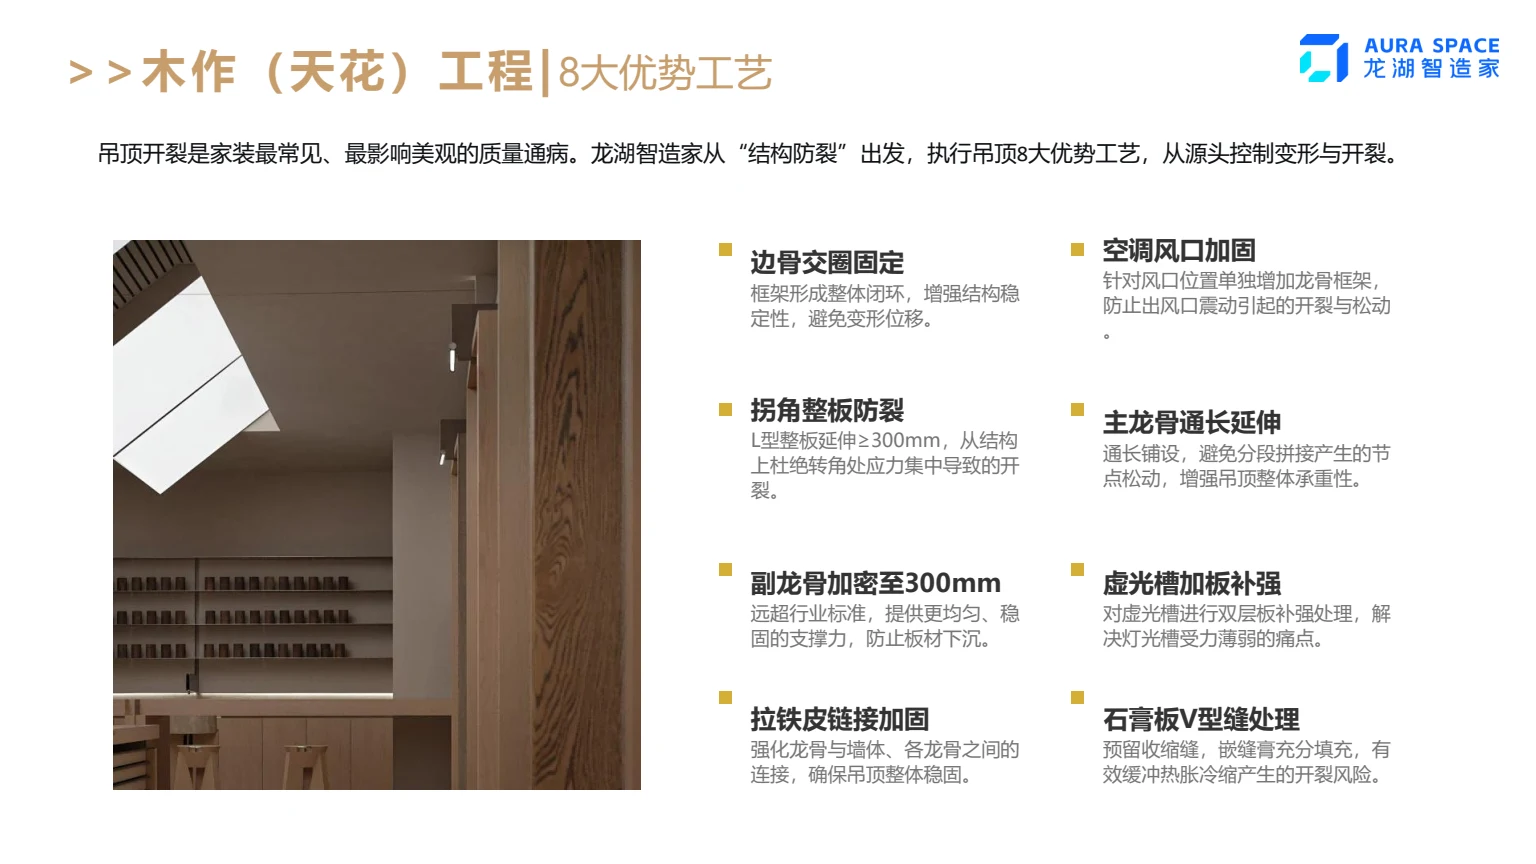 >>木作（天花）工程|8大优势工艺
AURA SPACE
龙湖智造家
吊顶开裂是家装最常见、最影响美观的质量通病。龙湖智造家从“结构防裂”出发，执行吊顶8大优势工艺，从源头控制变形与开裂。
边骨交圈固定
框架形成整体闭环，增强结构稳
定性，避免变形位移。
空调风口加固
针对风口位置单独增加龙骨框架，
防止出风口震动引起的开裂与松动
。
拐角整板防裂
L型整板延伸≥300mm，从结构
上杜绝转角处应力集中导致的开
裂。
主龙骨通长延伸
通长铺设，避免分段拼接产生的节
点松动，增强吊顶整体承重性。
副龙骨加密至300mm
远超行业标准，提供更均匀、稳
固的支撑力，防止板材下沉。
虚光槽加板补强
对虚光槽进行双层板补强处理，解
决灯光槽受力薄弱的痛点。
拉铁皮链接加固
强化龙骨与墙体、各龙骨之间的
连接，确保吊顶整体稳固。
石膏板V型缝处理
预留收缩缝，嵌缝膏充分填充，有
效缓冲热胀冷缩产生的开裂风险。